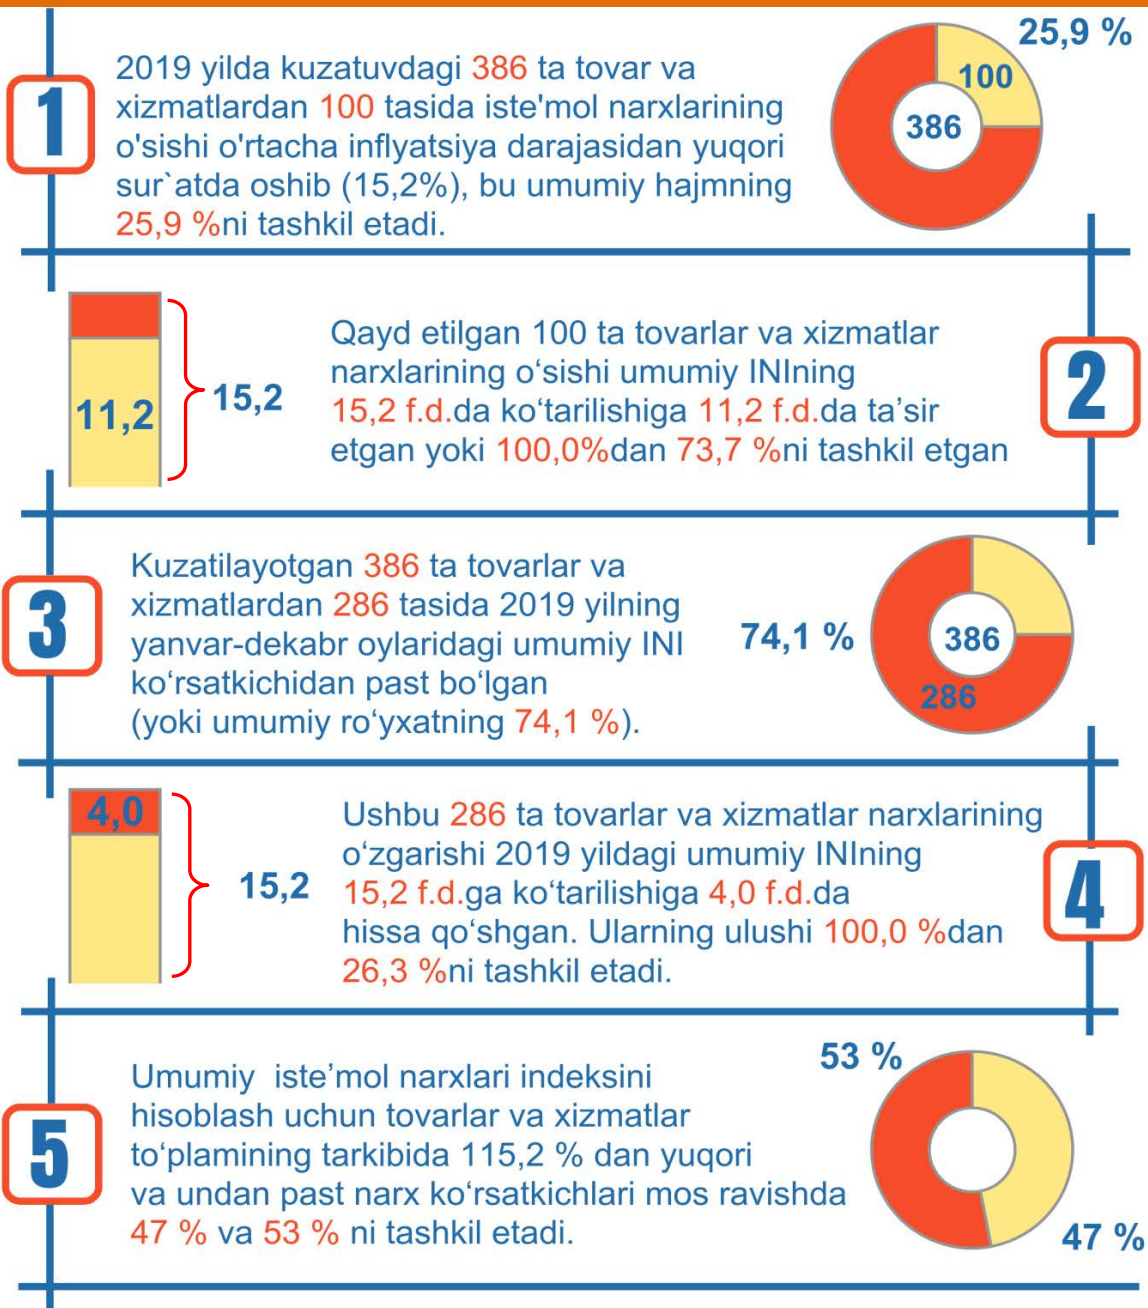 1
2019 yilda kuzatuvdagi 386 ta tovar va
xizmatlardan 100 tasida iste'mol narxlarining
o'sishi o'rtacha inflyatsiya darajasidan yuqori
sur`atda oshib (15,2%), bu umumiy hajmning
25,9 %ni tashkil etadi.
25,9 %
100
386
11,2
15,2
Qayd etilgan 100 ta tovarlar va xizmatlar
narxlarining o‘sishi umumiy INIning
15,2 f.d.da ko‘tarilishiga 11,2 f.d.da ta’sir
etgan yoki 100,0%dan 73,7 %ni tashkil etgan
2
3
Kuzatilayotgan 386 ta tovarlar va
xizmatlardan 286 tasida 2019 yilning
yanvar-dekabr oylaridagi umumiy INI
ko‘rsatkichidan past bo‘lgan
(yoki umumiy ro‘yxatning 74,1 %).
74,1 %
386
286
4,0
15,2
Ushbu 286 ta tovarlar va xizmatlar narxlarining
o‘zgarishi 2019 yildagi umumiy INIning
15,2 f.d.ga ko‘tarilishiga 4,0 f.d.da
hissa qo‘shgan. Ularning ulushi 100,0 %dan
26,3 %ni tashkil etadi.
4
5
Umumiy iste’mol narxlari indeksini
hisoblash uchun tovarlar va xizmatlar
to‘plamining tarkibida 115,2 % dan yuqori
va undan past narx ko‘rsatkichlari mos ravishda
47 % va 53 % ni tashkil etadi.
53 %
47 %